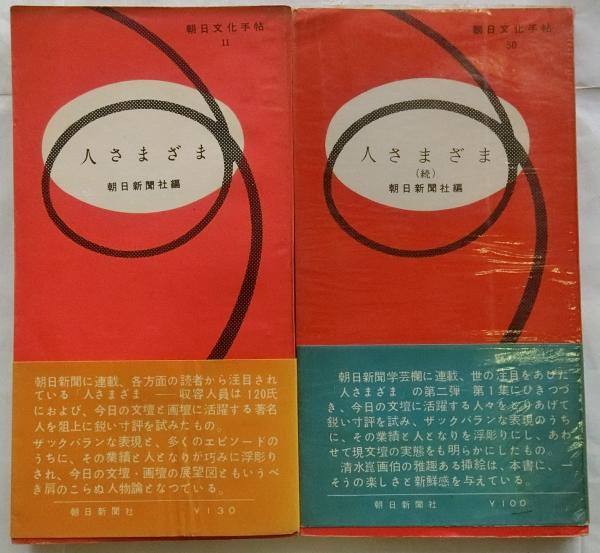 朝日文化手帖
11
人さまざま
朝日新聞社編
朝日新聞に連載、各方面の読者から注目され
ている「人さまざま ── 収容人員は120氏
におよび、今日の文壇と画壇に活躍する著名
人を俎上に鋭い寸評を試みたもの。
ザックバランな表現と、多くのエピソードの
うちに、その業績と人となりが巧みに浮彫り
され、今日の文壇・画壇の展望図ともいうべ
き肩のこらぬ人物論となつている。
朝日新聞社 ¥130
朝日文化手帖
50
人さまざま
(続)
朝日新聞社編
朝日新聞学芸欄に連載、世の注目をあびた
人さまざま の第二弾 第1集にひきつづ
き、今日の文壇に活躍する人々をとりあげて
鋭い寸評を試み、ザックバランな表現のうち
に、その業績と人となりを浮彫りにし、あわ
せて現文壇の実態をも明らかにしたもの。
清水崑画伯の雅趣ある挿絵は、本書に、一
そうの楽しさと新鮮感を与えている。
朝日新聞社 ¥100